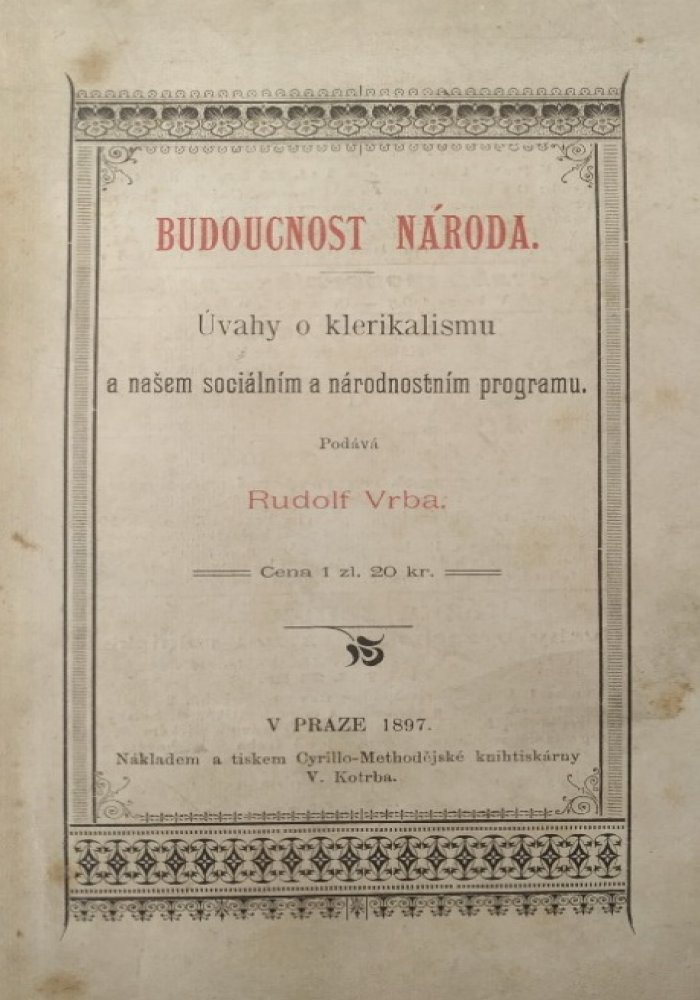 BUDOUCNOST NÁRODA.
Úvahy o klerikalismu
a našem sociálním a národnostním programu.
Podává
Rudolf Vrba.
Cena 1 zl. 20 kr.
V PRAZE 1897.
Nákladem a tiskem Cyrillo-Methodějské knihtiskárny
V. Kotrba.